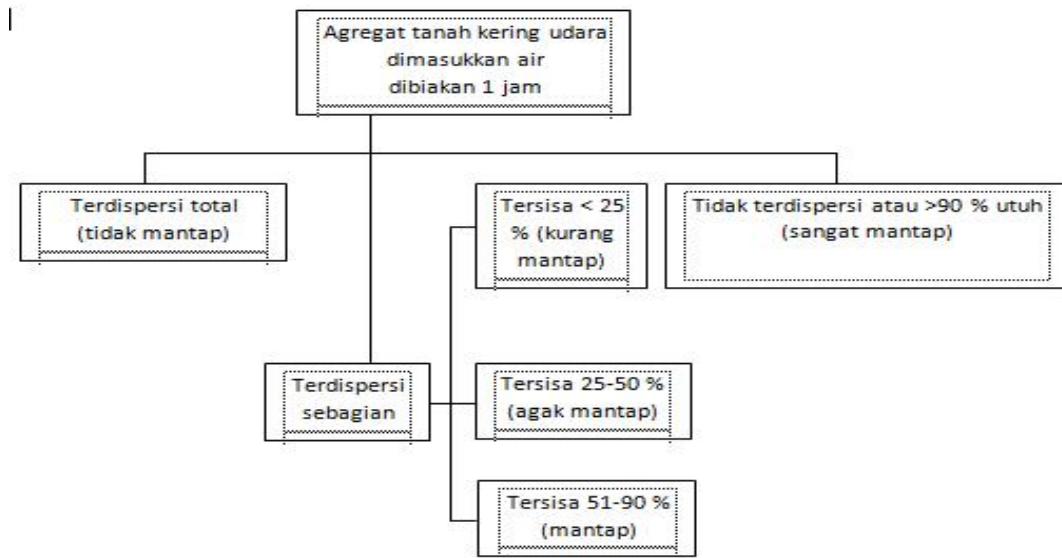 Agregat tanah kering udara
dimasukkan air
dibiakan 1 jam
Terdispersi total
(tidak mantap)
Tersisa < 25
% (kurang
mantap)
Tidak terdispersi atau >90 % utuh
(sangat mantap)
Terdispersi
sebagian
Tersisa 25-50 %
(agak mantap)
Tersisa 51-90 %
(mantap)